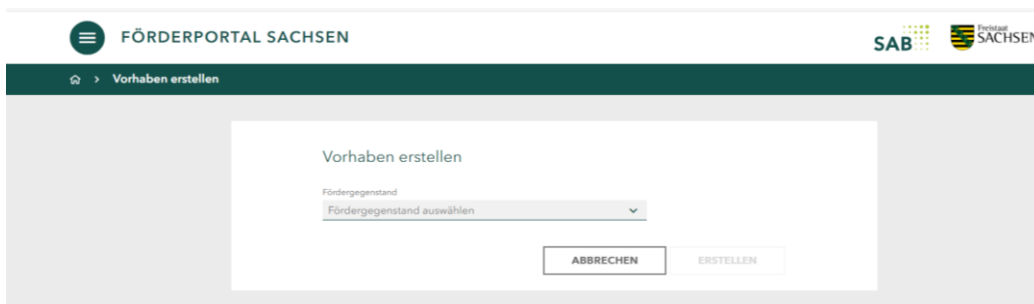 FÖRDERPORTAL SACHSEN
SAB
Freistaat
SACHSEN
Vorhaben erstellen
Vorhaben erstellen
Fördergegenstand
Fördergegenstand auswählen
ABBRECHEN
ERSTELLEN